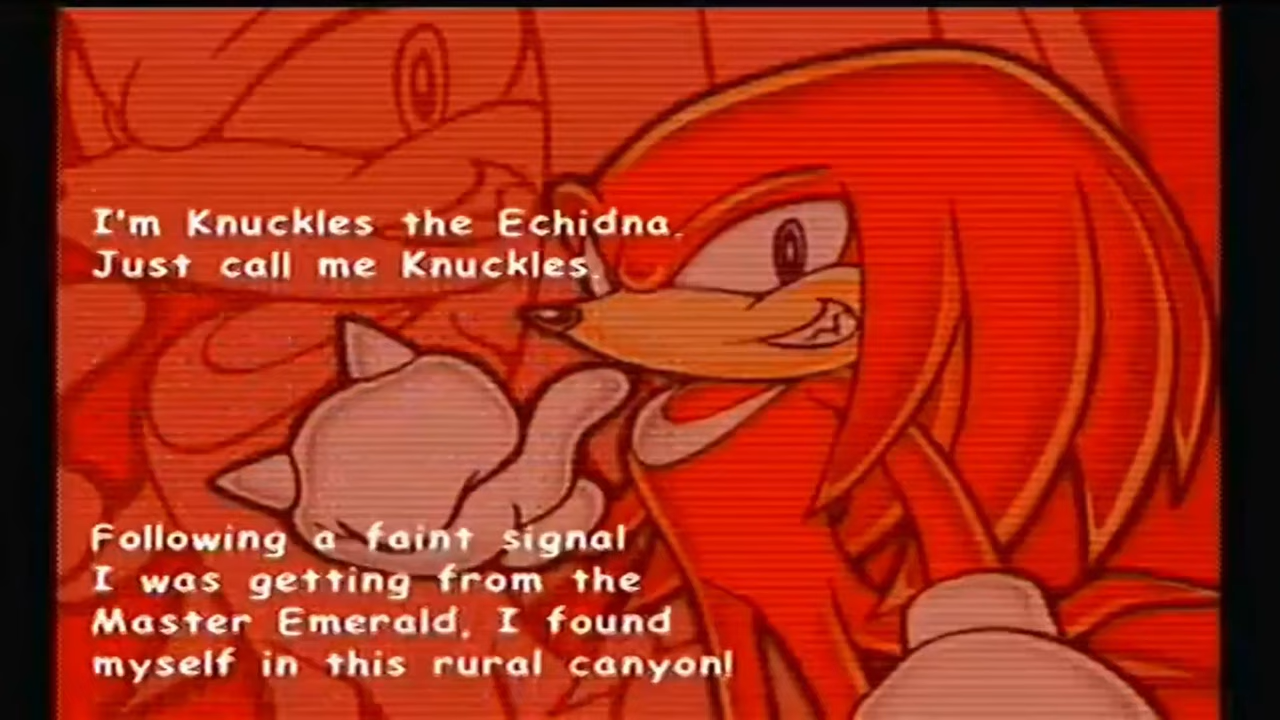 I'm Knuckles the Echidna.
Just call me Knuckles.
Following a faint signal
I was getting from the
Master Emerald, I found
myself in this rural canyon!